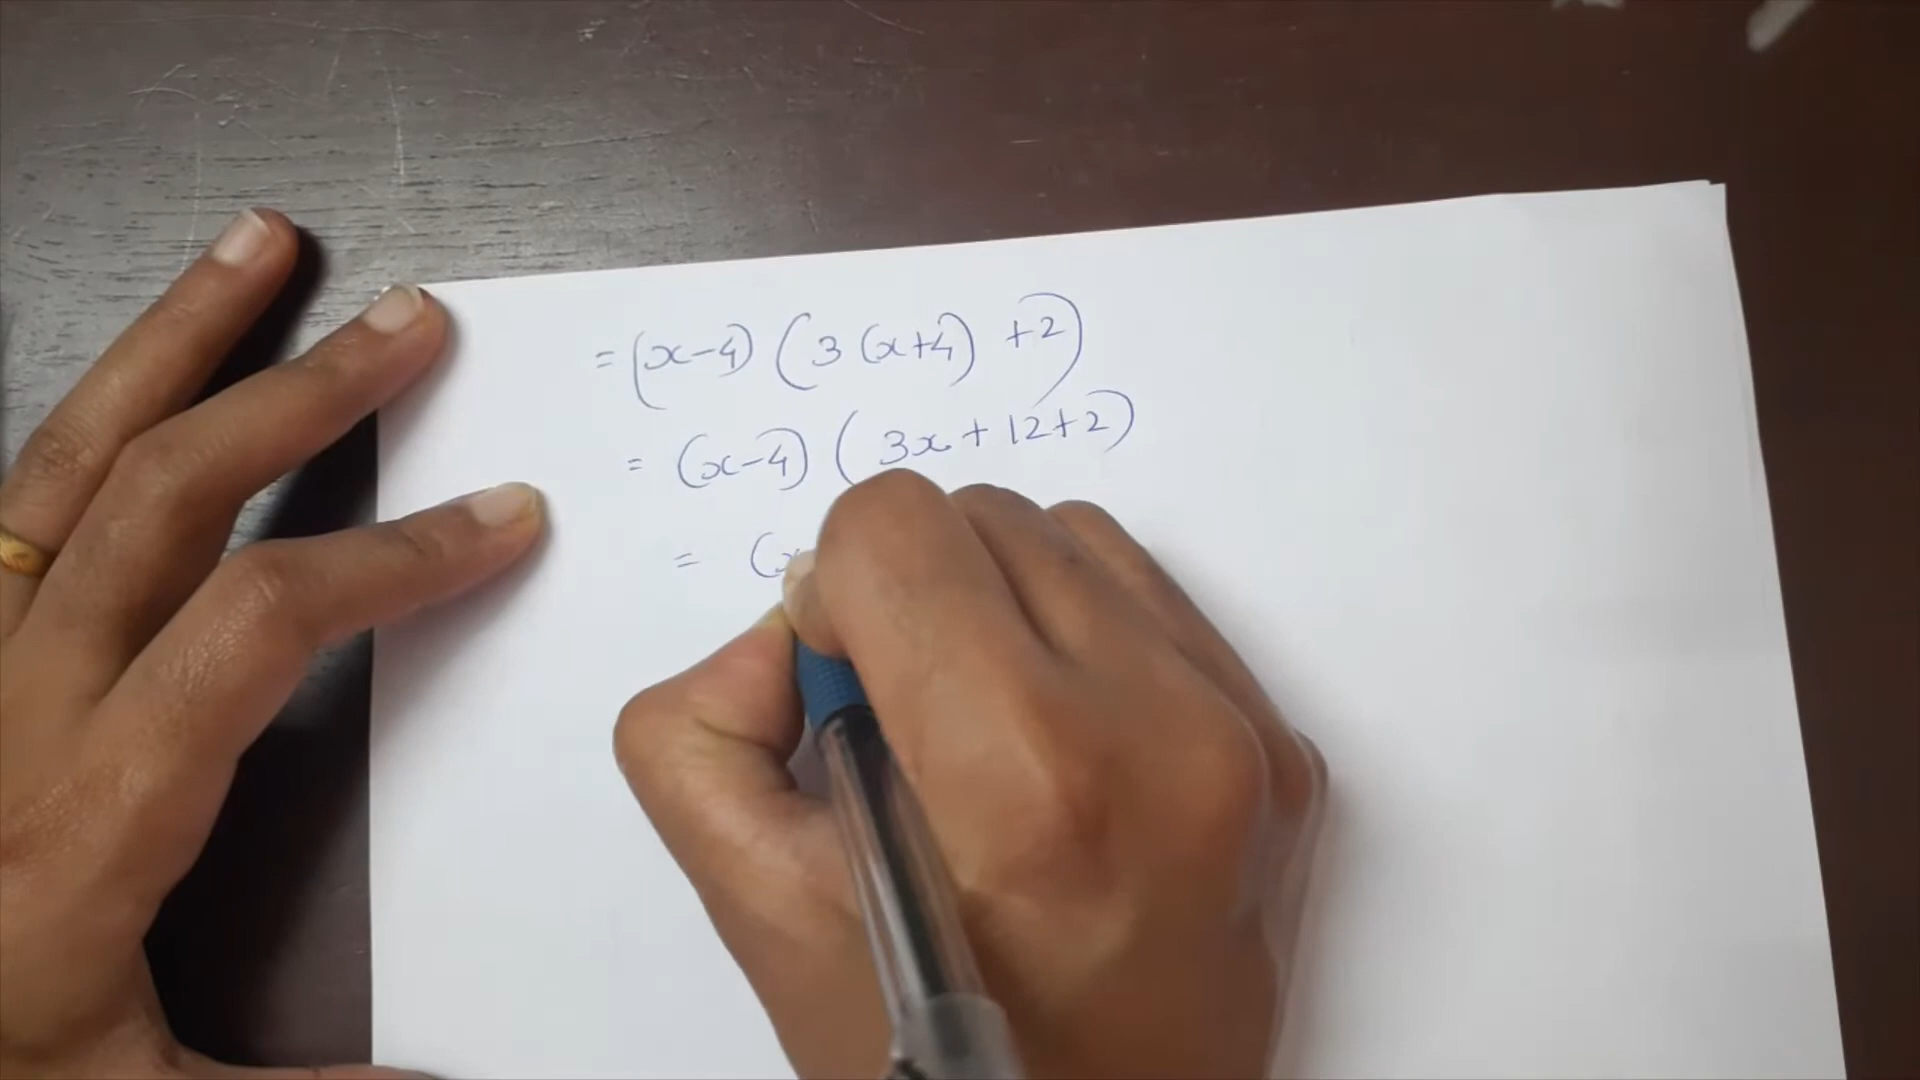 = (x-4) (3 (x+4) +2)
= (x-4) ( 3x + 12+2)
= (x